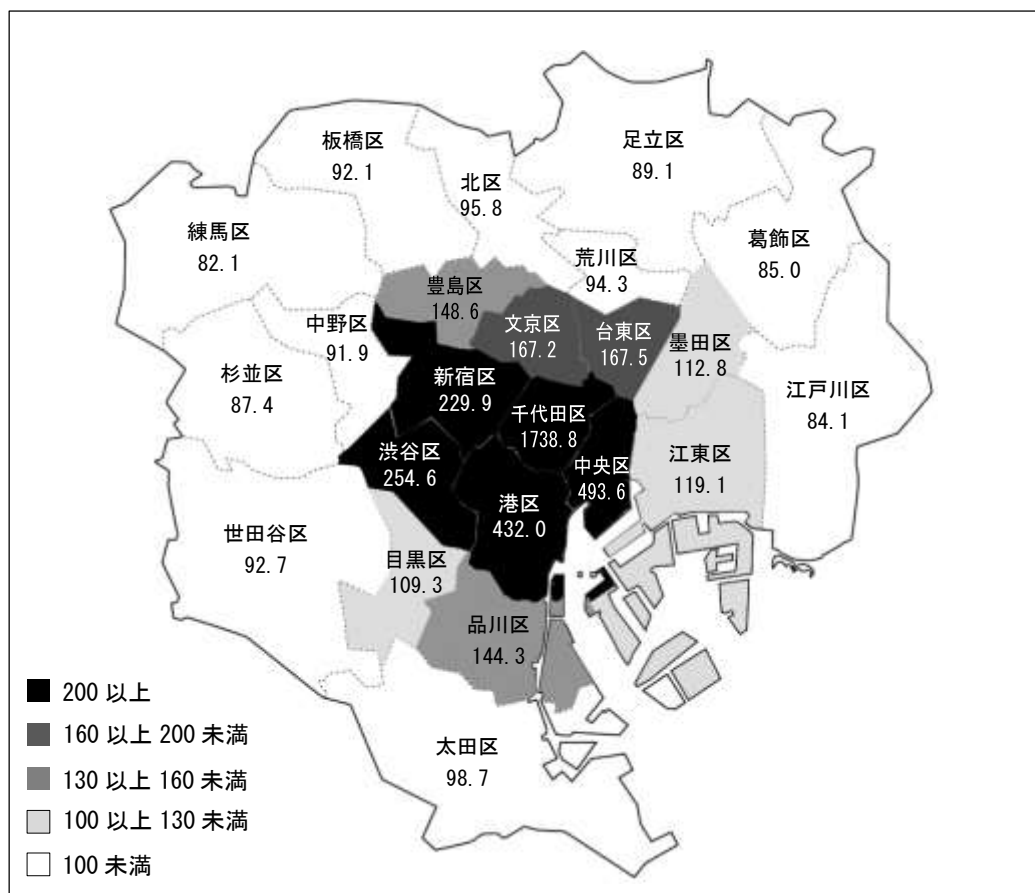 板橋区
92.1
北区
95.8
足立区
89.1
練馬区
82.1
荒川区
94.3
葛飾区
85.0
豊島区
148.6
中野区
91.9
文京区
167.2
台東区
167.5
墨田区
112.8
杉並区
87.4
新宿区
229.9
千代田区
1738.8
江戸川区
84.1
渋谷区
254.6
中央区
493.6
江東区
119.1
港区
432.0
世田谷区
92.7
目黒区
109.3
品川区
144.3
太田区
98.7
200 以上
160 以上 200 未満
130 以上 160 未満
100 以上 130 未満
100 未満